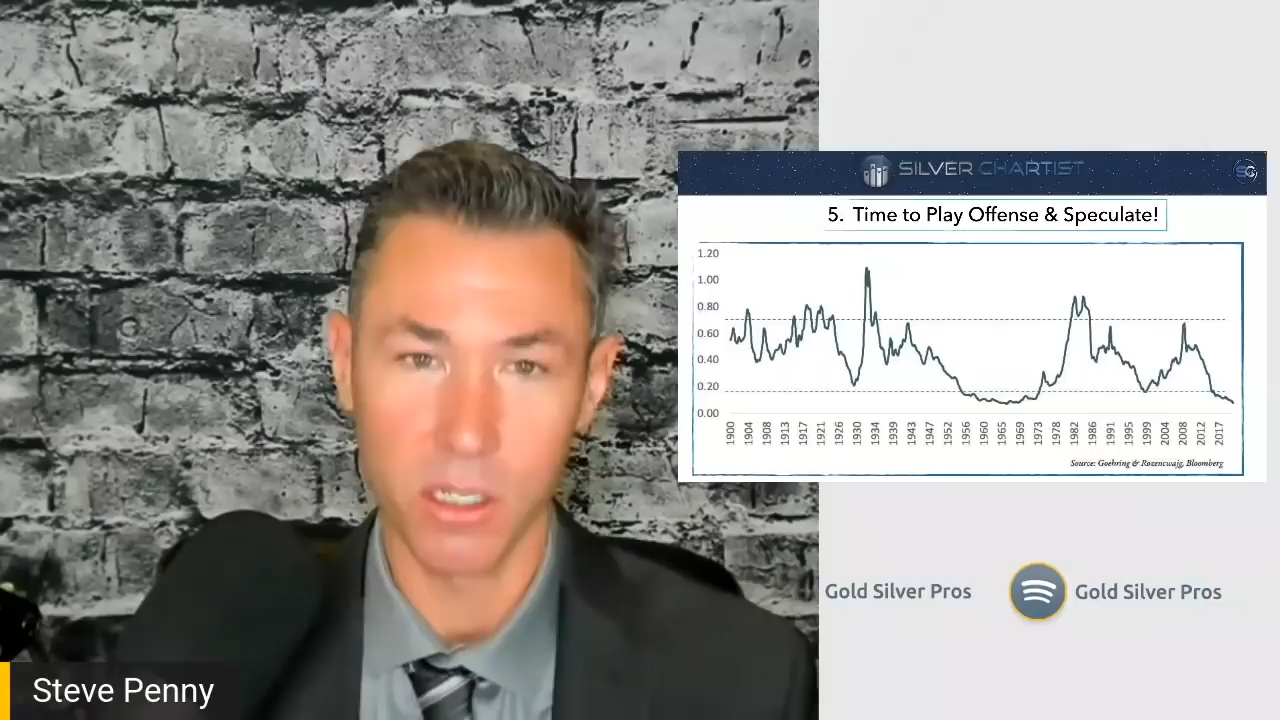 SILVER CHARTIST
SG
5. Time to Play Offense & Speculate!
1.20
1.00
0.80
0.60
0.40
0.20
0.00
1900 1904 1908 1913 1917 1921 1926 1930 1934 1939 1943 1947 1952 1956 1960 1965 1969 1973 1978 1982 1986 1991 1995 1999 2004 2008 2012 2017
Source: Goehring & Rozencwajg, Bloomberg
Gold Silver Pros Gold Silver Pros
Steve Penny